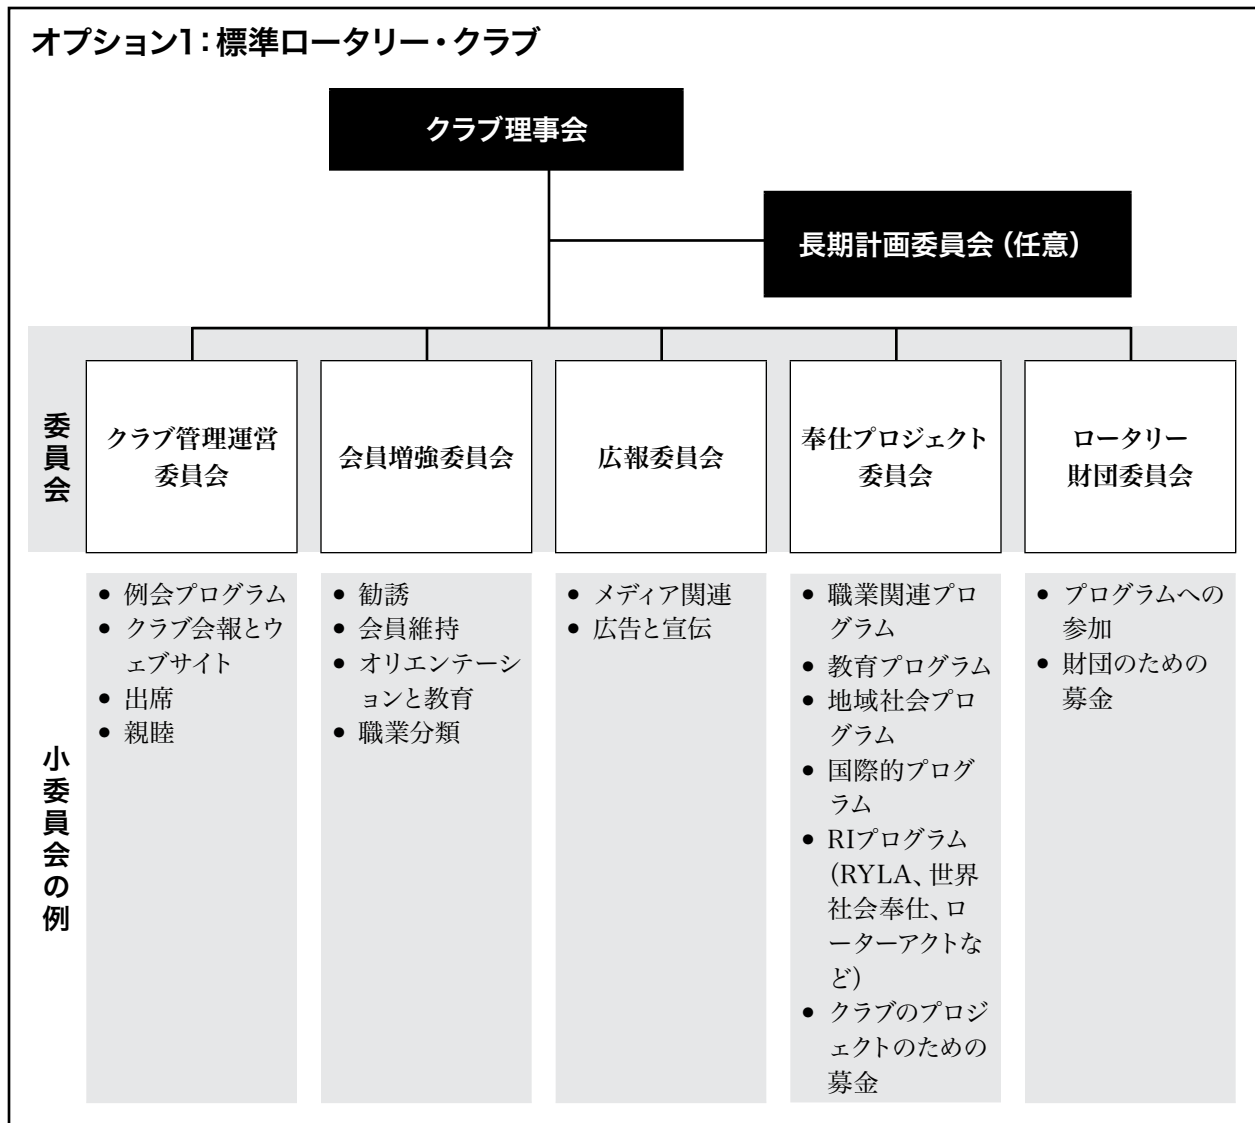 オプション1：標準ロータリー・クラブ
クラブ理事会
長期計画委員会（任意）
委員会
クラブ管理運営
委員会
会員増強委員会
広報委員会
奉仕プロジェクト
委員会
ロータリー
財団委員会
小委員会の例
• 例会プログラム
• クラブ会報とウ
ェブサイト
• 出席
• 親睦
• 勧誘
• 会員維持
• オリエンテーシ
ョンと教育
• 職業分類
• メディア関連
• 広告と宣伝
• 職業関連プロ
グラム
• 教育プログラム
• 地域社会プロ
グラム
• 国際的プログ
ラム
• RIプログラム
（RYLA、世界
社会奉仕、ロ
ーターアクトな
ど）
• クラブのプロジ
ェクトのための
募金
• プログラムへの
参加
• 財団のための
募金